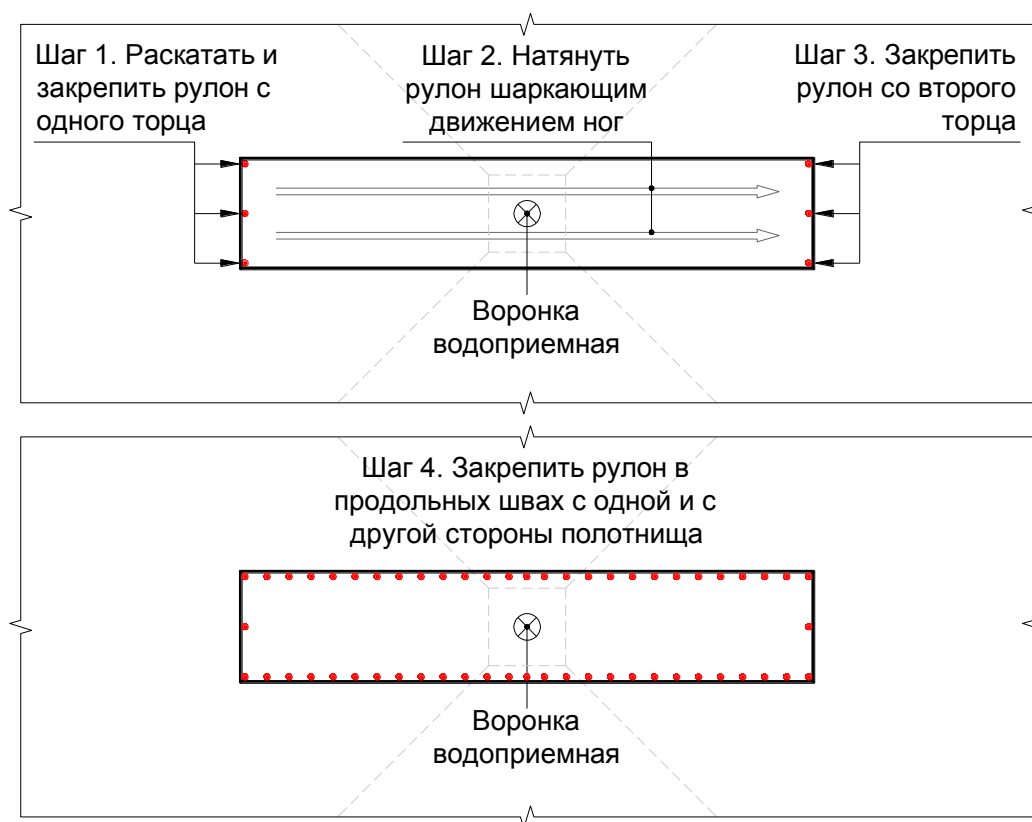 Шаг 1. Раскатать и
закрепить рулон с
одного торца
Шаг 2. Натянуть
рулон шаркающим
движением ног
Шаг 3. Закрепить
рулон со второго
торца
Воронка
водоприемная
Шаг 4. Закрепить рулон в
продольных швах с одной и с
другой стороны полотнища
Воронка
водоприемная